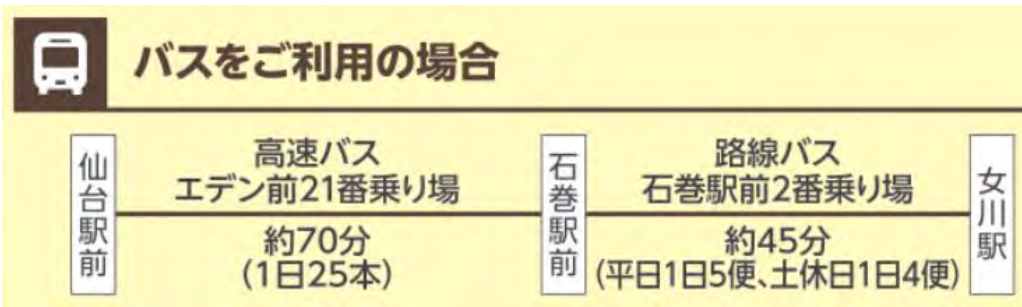 バスをご利用の場合
仙台駅前
高速バス
エデン前21番乗り場
約70分
(1日25本)
石巻駅前
路線バス
石巻駅前2番乗り場
約45分
(平日1日5便、土休日1日4便)
女川駅